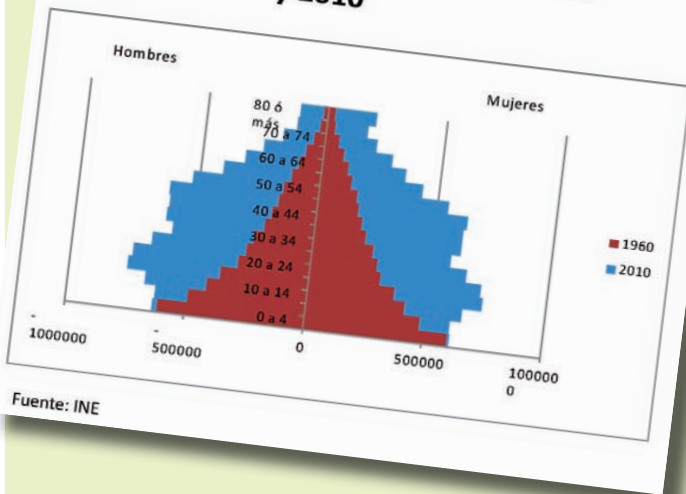 y 2010
Hombres
Mujeres
80 ó
más
70 a 74
60 a 64
50 a 54
40 a 44
30 a 34
20 a 24
10 a 14
0 a 4
-
1000000
-
500000
0
500000
100000
0
1960
2010
Fuente: INE